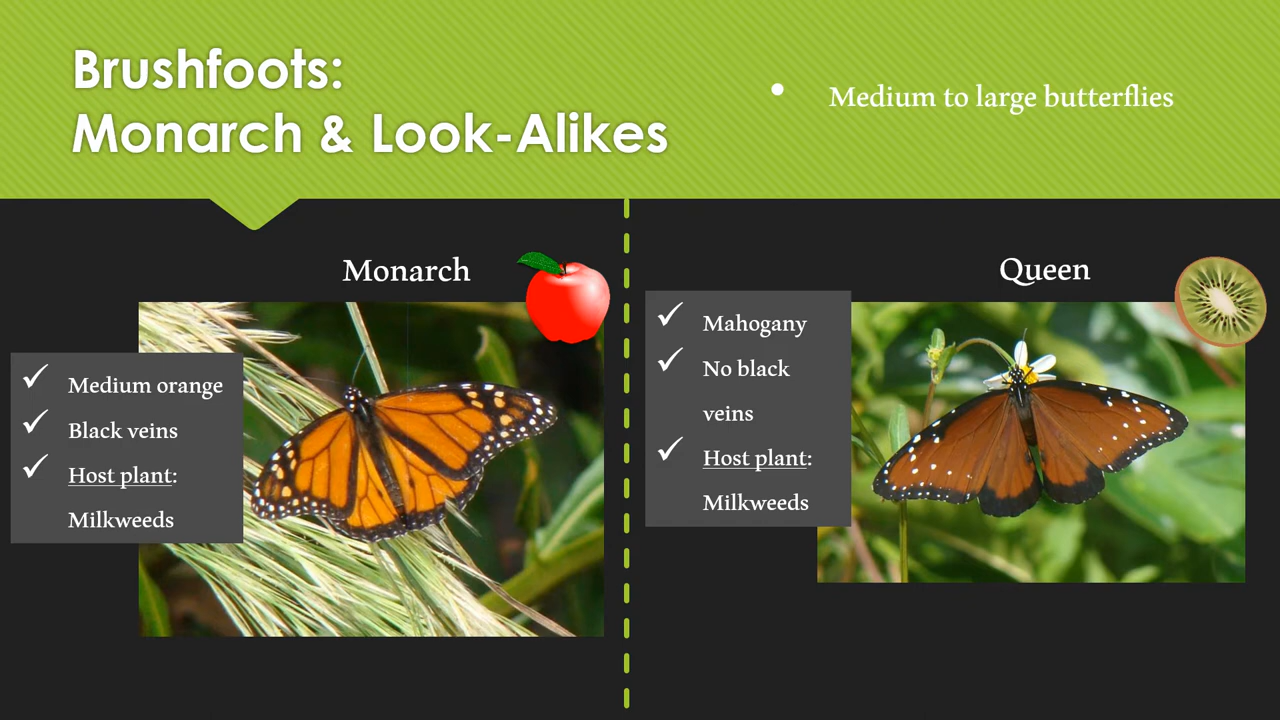 Brushfoots:
Monarch & Look-Alikes
• Medium to large butterflies
Monarch
✓ Medium orange
✓ Black veins
✓ Host plant:
Milkweeds
Queen
✓ Mahogany
✓ No black
veins
✓ Host plant:
Milkweeds